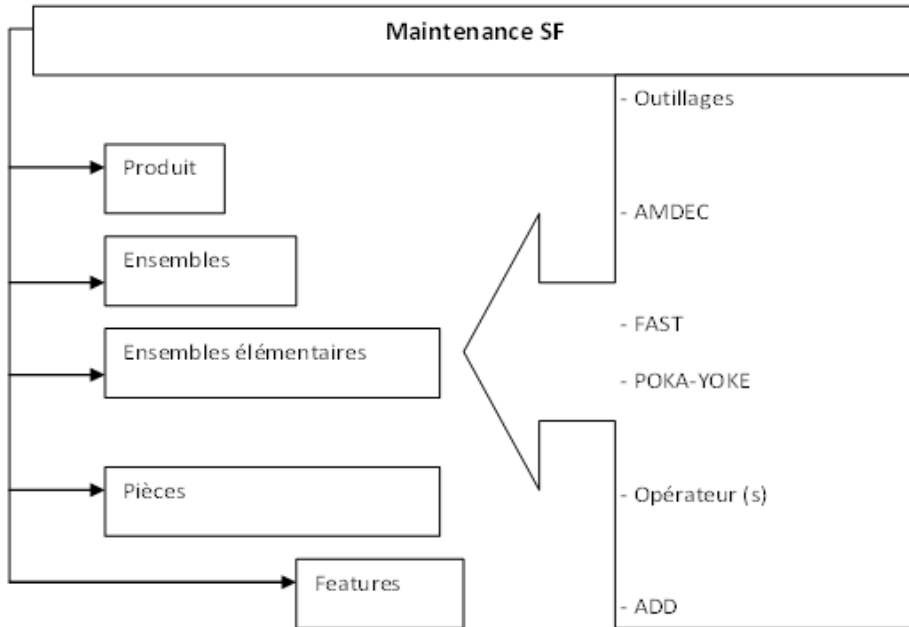 Maintenance SF
Produit
Ensembles
Ensembles élémentaires
Pièces
Features
- Outillages
- AMDEC
- FAST
- POKA-YOKE
- Opérateur (s)
- ADD